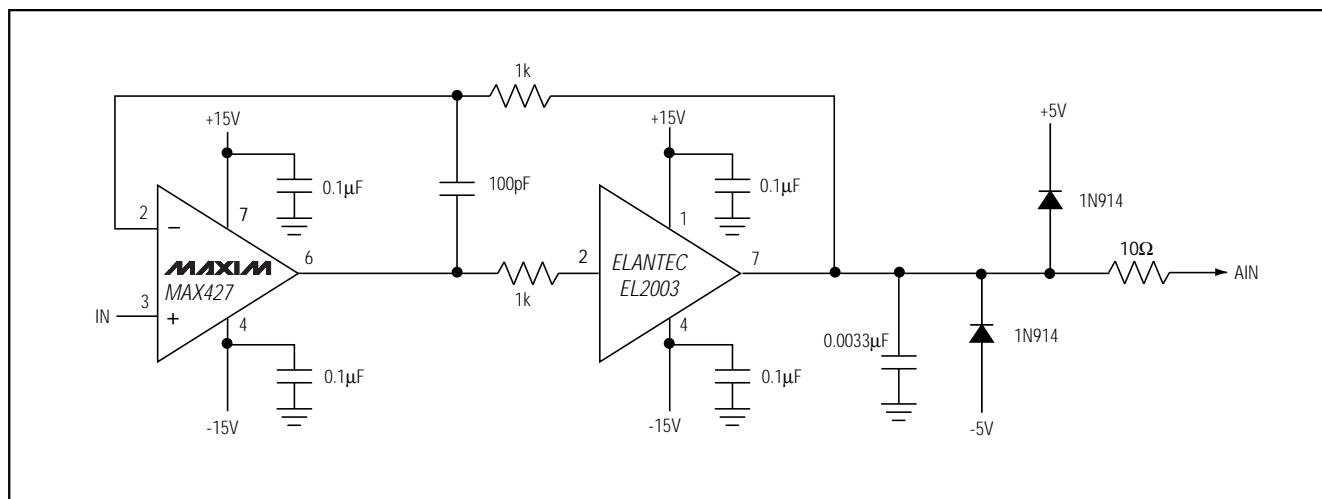 1k
+15V
+15V
+5V
0.1µF
100pF
0.1µF
1N914
2
7
1
10Ω
−
MAXIM
MAX427
6
2
ELANTEC
EL2003
7
AIN
1k
3
IN
+
4
4
0.0033µF
1N914
0.1µF
0.1µF
-15V
-15V
-5V